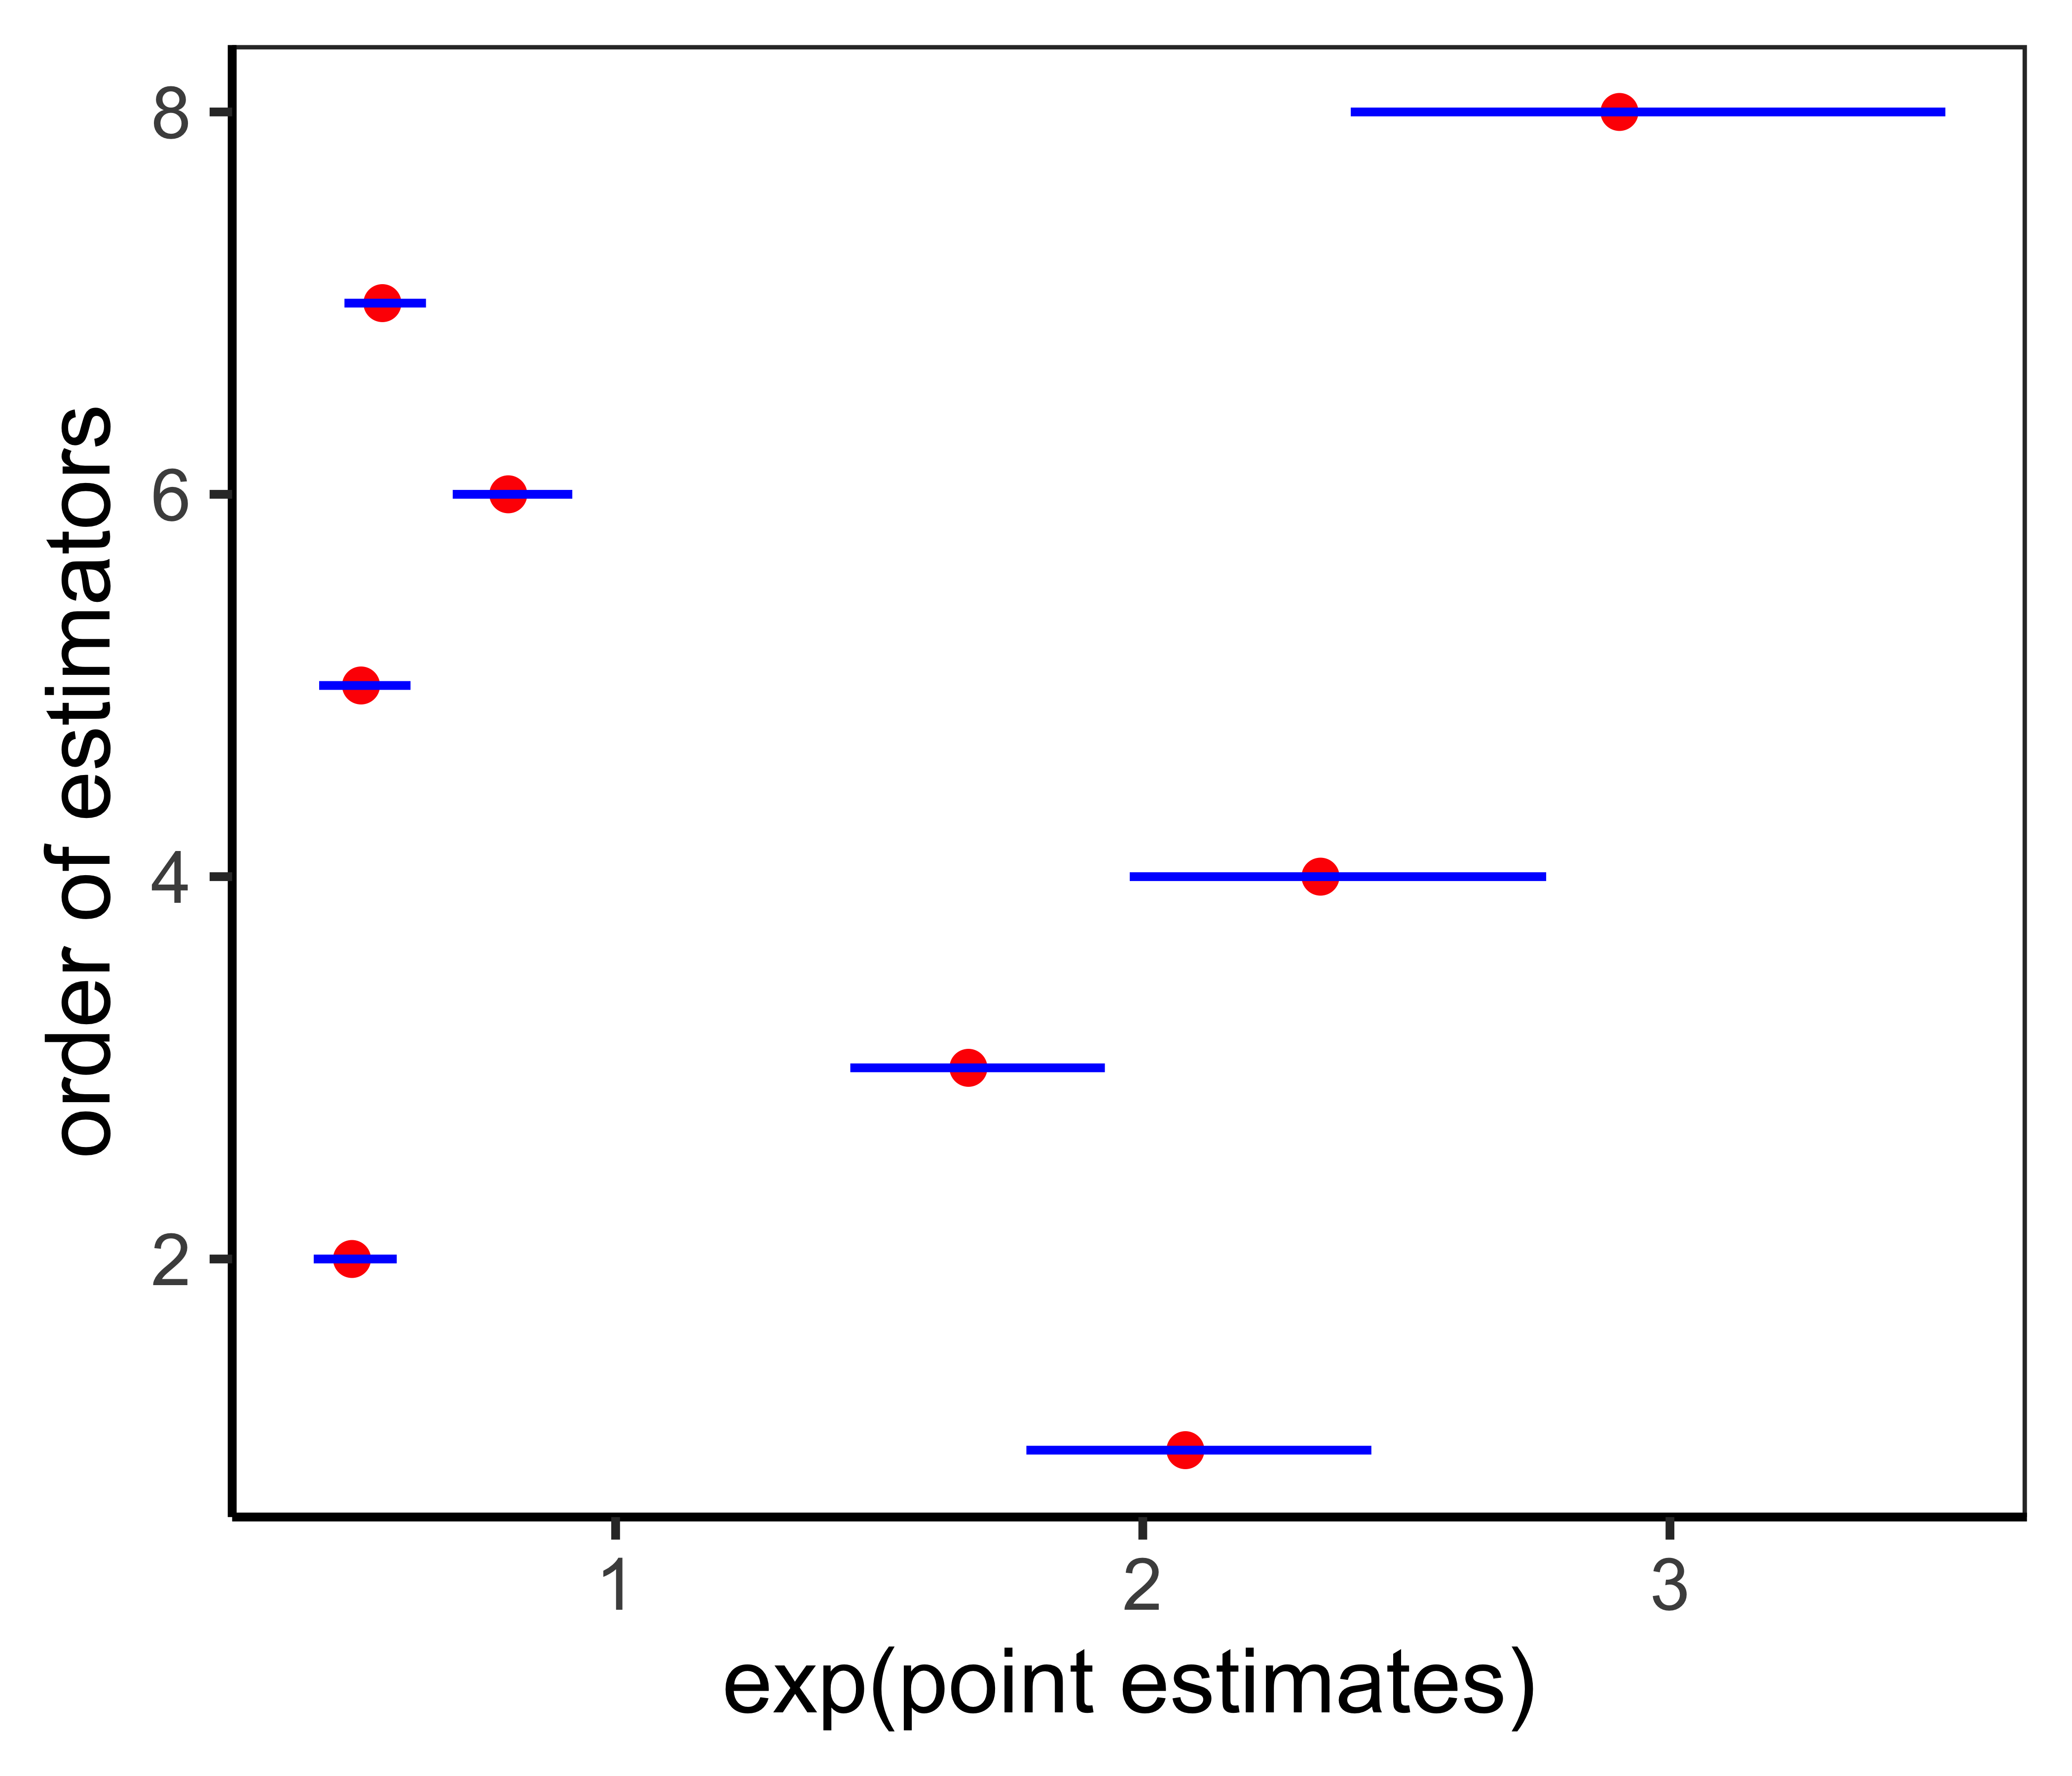 order of estimators
8
6
4
2
1 2 3
exp(point estimates)